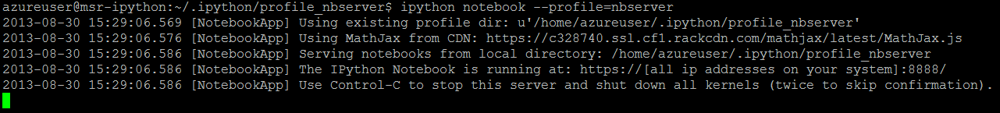 azureuser@msr-ipython:~/.ipython/profile_nbserver$ ipython notebook --profile=nbserver
2013-08-30 15:29:06.569 [NotebookApp] Using existing profile dir: u'/home/azureuser/.ipython/profile_nbserver'
2013-08-30 15:29:06.576 [NotebookApp] Using MathJax from CDN: https://c328740.ssl.cf1.rackcdn.com/mathjax/latest/MathJax.js
2013-08-30 15:29:06.586 [NotebookApp] Serving notebooks from local directory: /home/azureuser/.ipython/profile_nbserver
2013-08-30 15:29:06.586 [NotebookApp] The IPython Notebook is running at: https://[all ip addresses on your system]:8888/
2013-08-30 15:29:06.586 [NotebookApp] Use Control-C to stop this server and shut down all kernels (twice to skip confirmation).